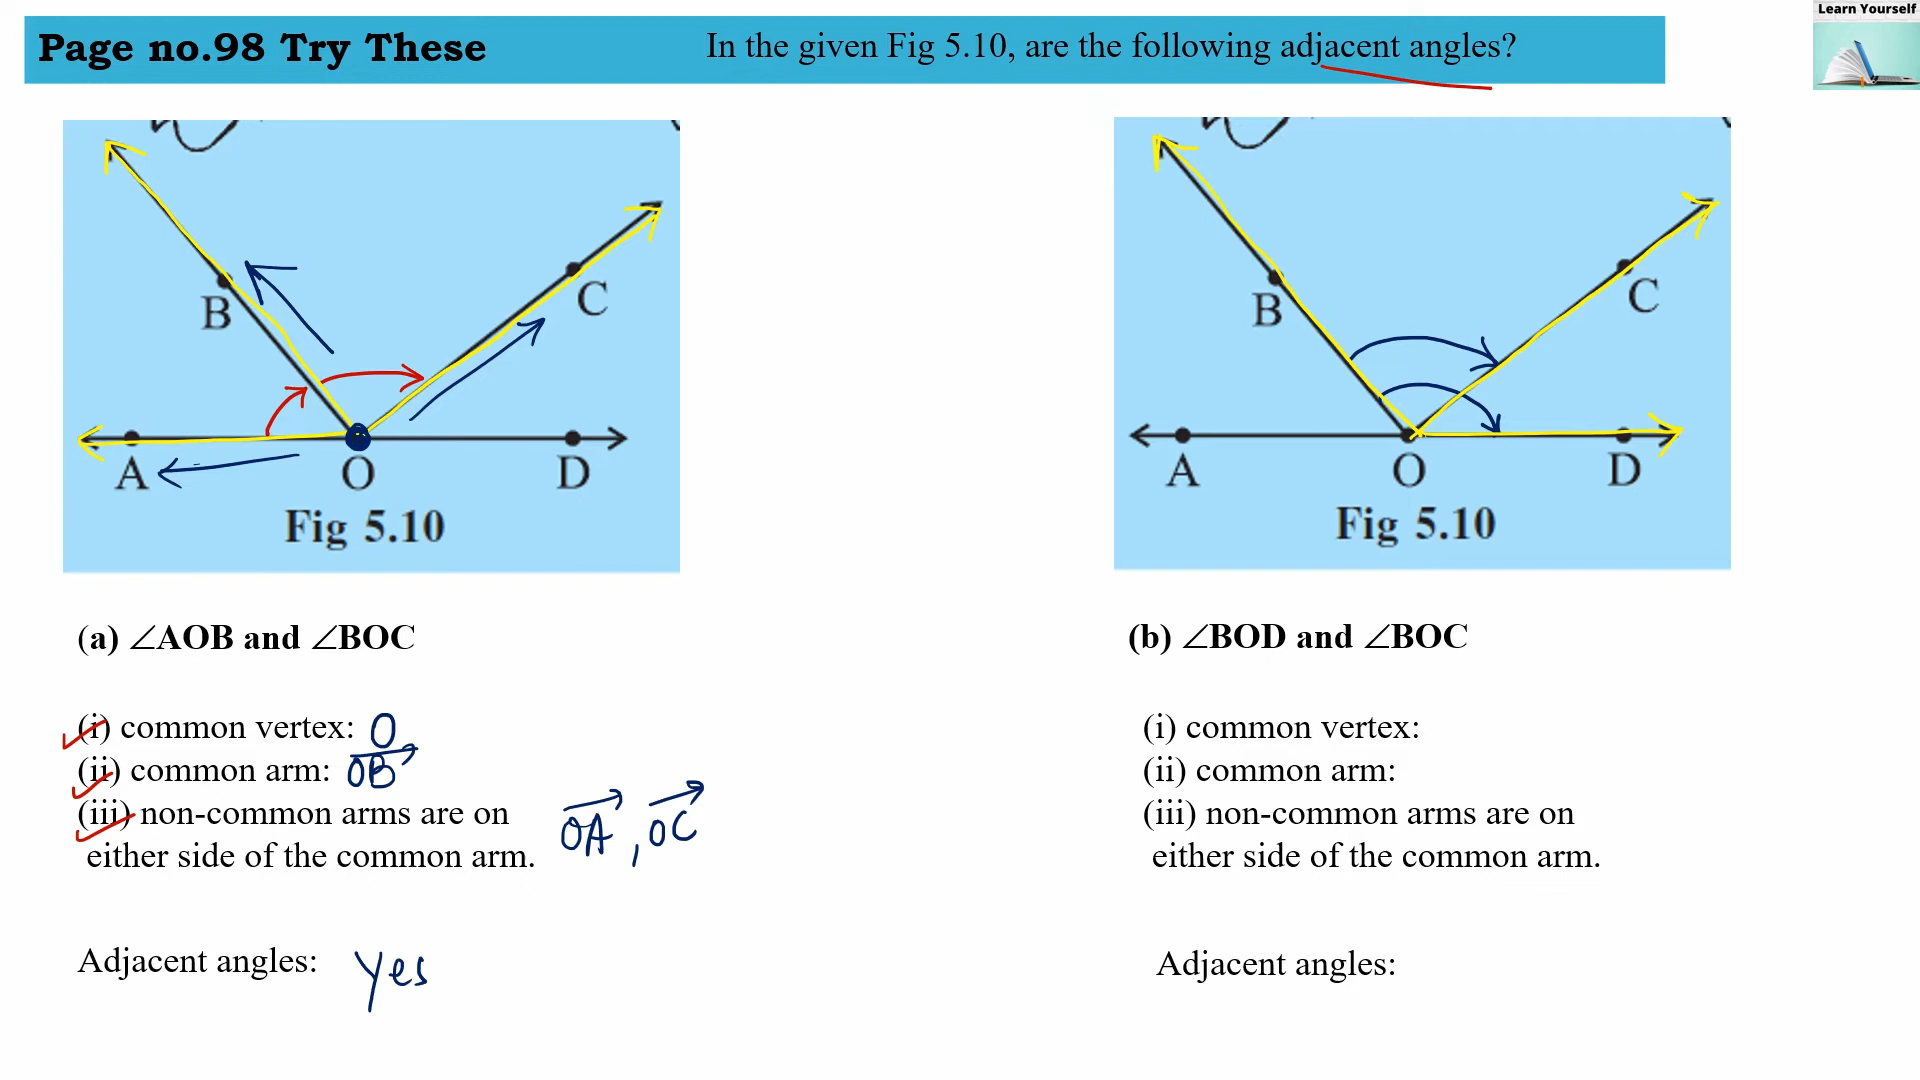 Page no.98 Try These
In the given Fig 5.10, are the following adjacent angles?
Learn Yourself
B
C
A
O
D
Fig 5.10
B
C
A
O
D
Fig 5.10
(a) ∠AOB and ∠BOC
(i) common vertex: O
(ii) common arm: OB
(iii) non-common arms are on
either side of the common arm. OA, OC
Adjacent angles: Yes
(b) ∠BOD and ∠BOC
(i) common vertex:
(ii) common arm:
(iii) non-common arms are on
either side of the common arm.
Adjacent angles: